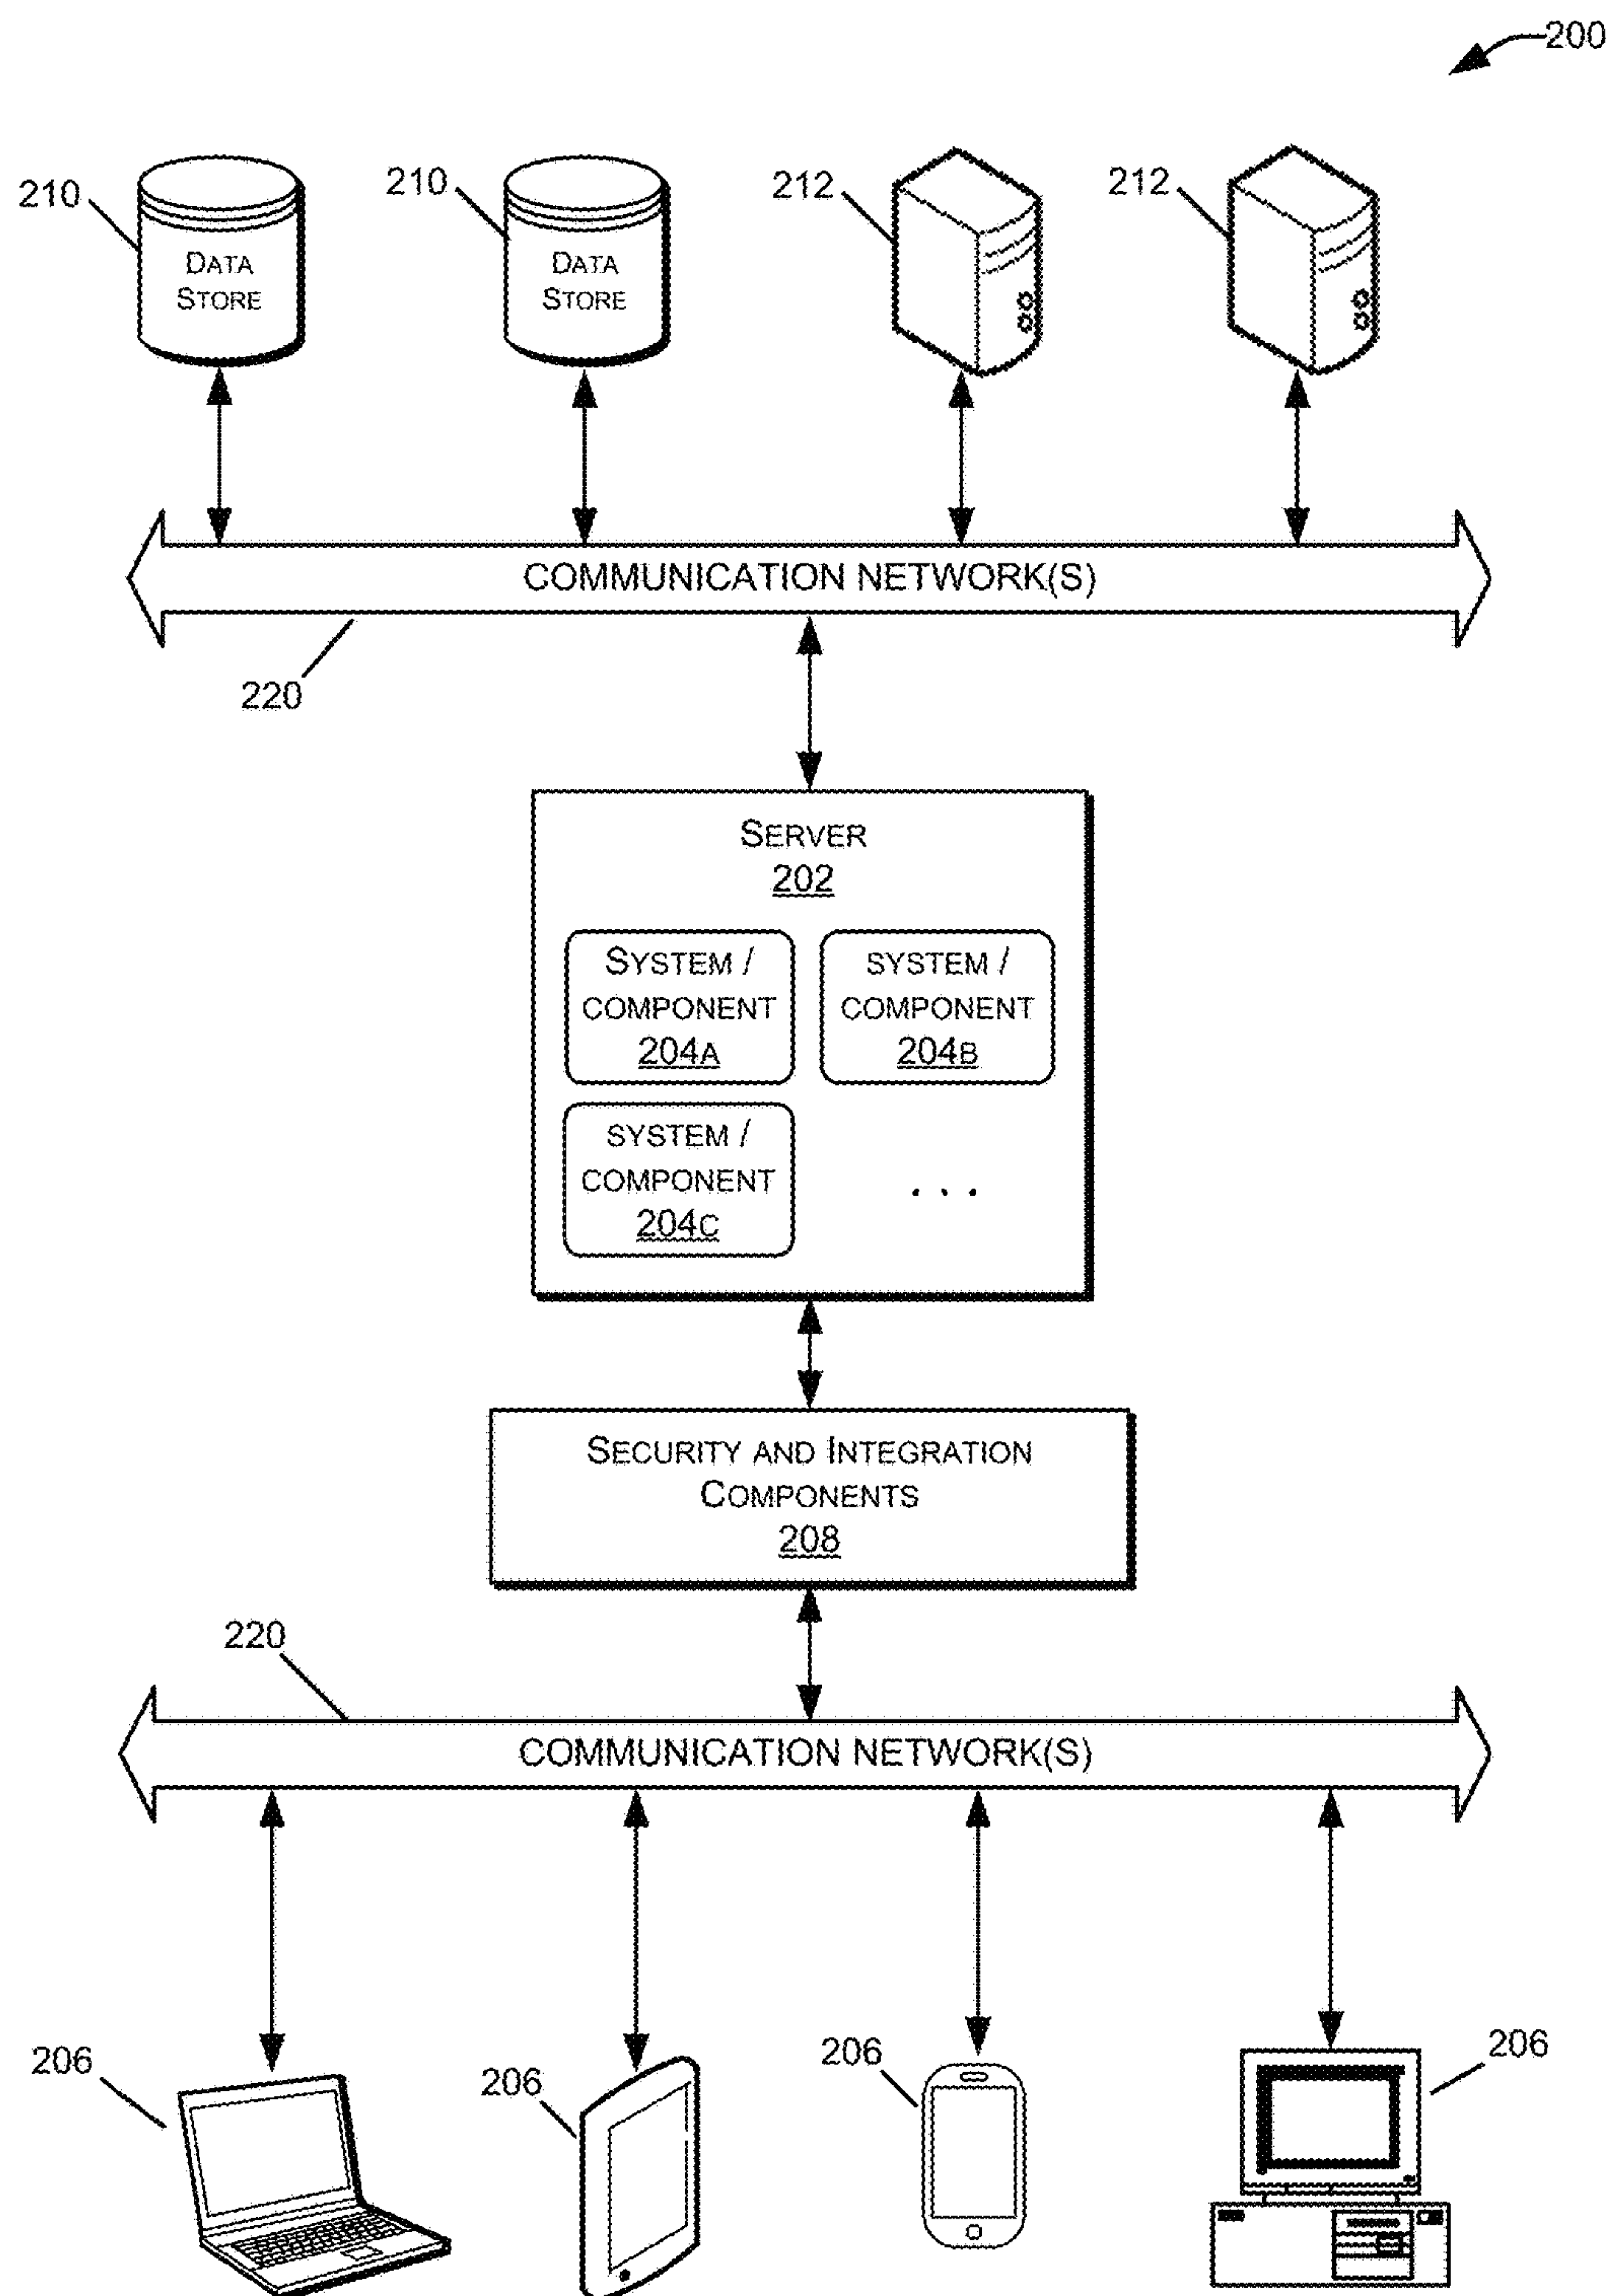 200
210
210
212
212
DATA
STORE
DATA
STORE
COMMUNICATION NETWORK(S)
220
SERVER
202
SYSTEM /
COMPONENT
204A
SYSTEM /
COMPONENT
204B
SYSTEM /
COMPONENT
204C
. . .
SECURITY AND INTEGRATION
COMPONENTS
208
220
COMMUNICATION NETWORK(S)
206
206
206
206